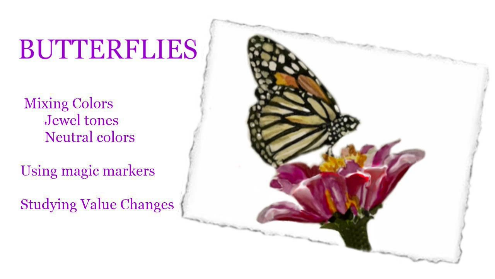 BUTTERFLIES
Mixing Colors
Jewel tones
Neutral colors
Using magic markers
Studying Value Changes